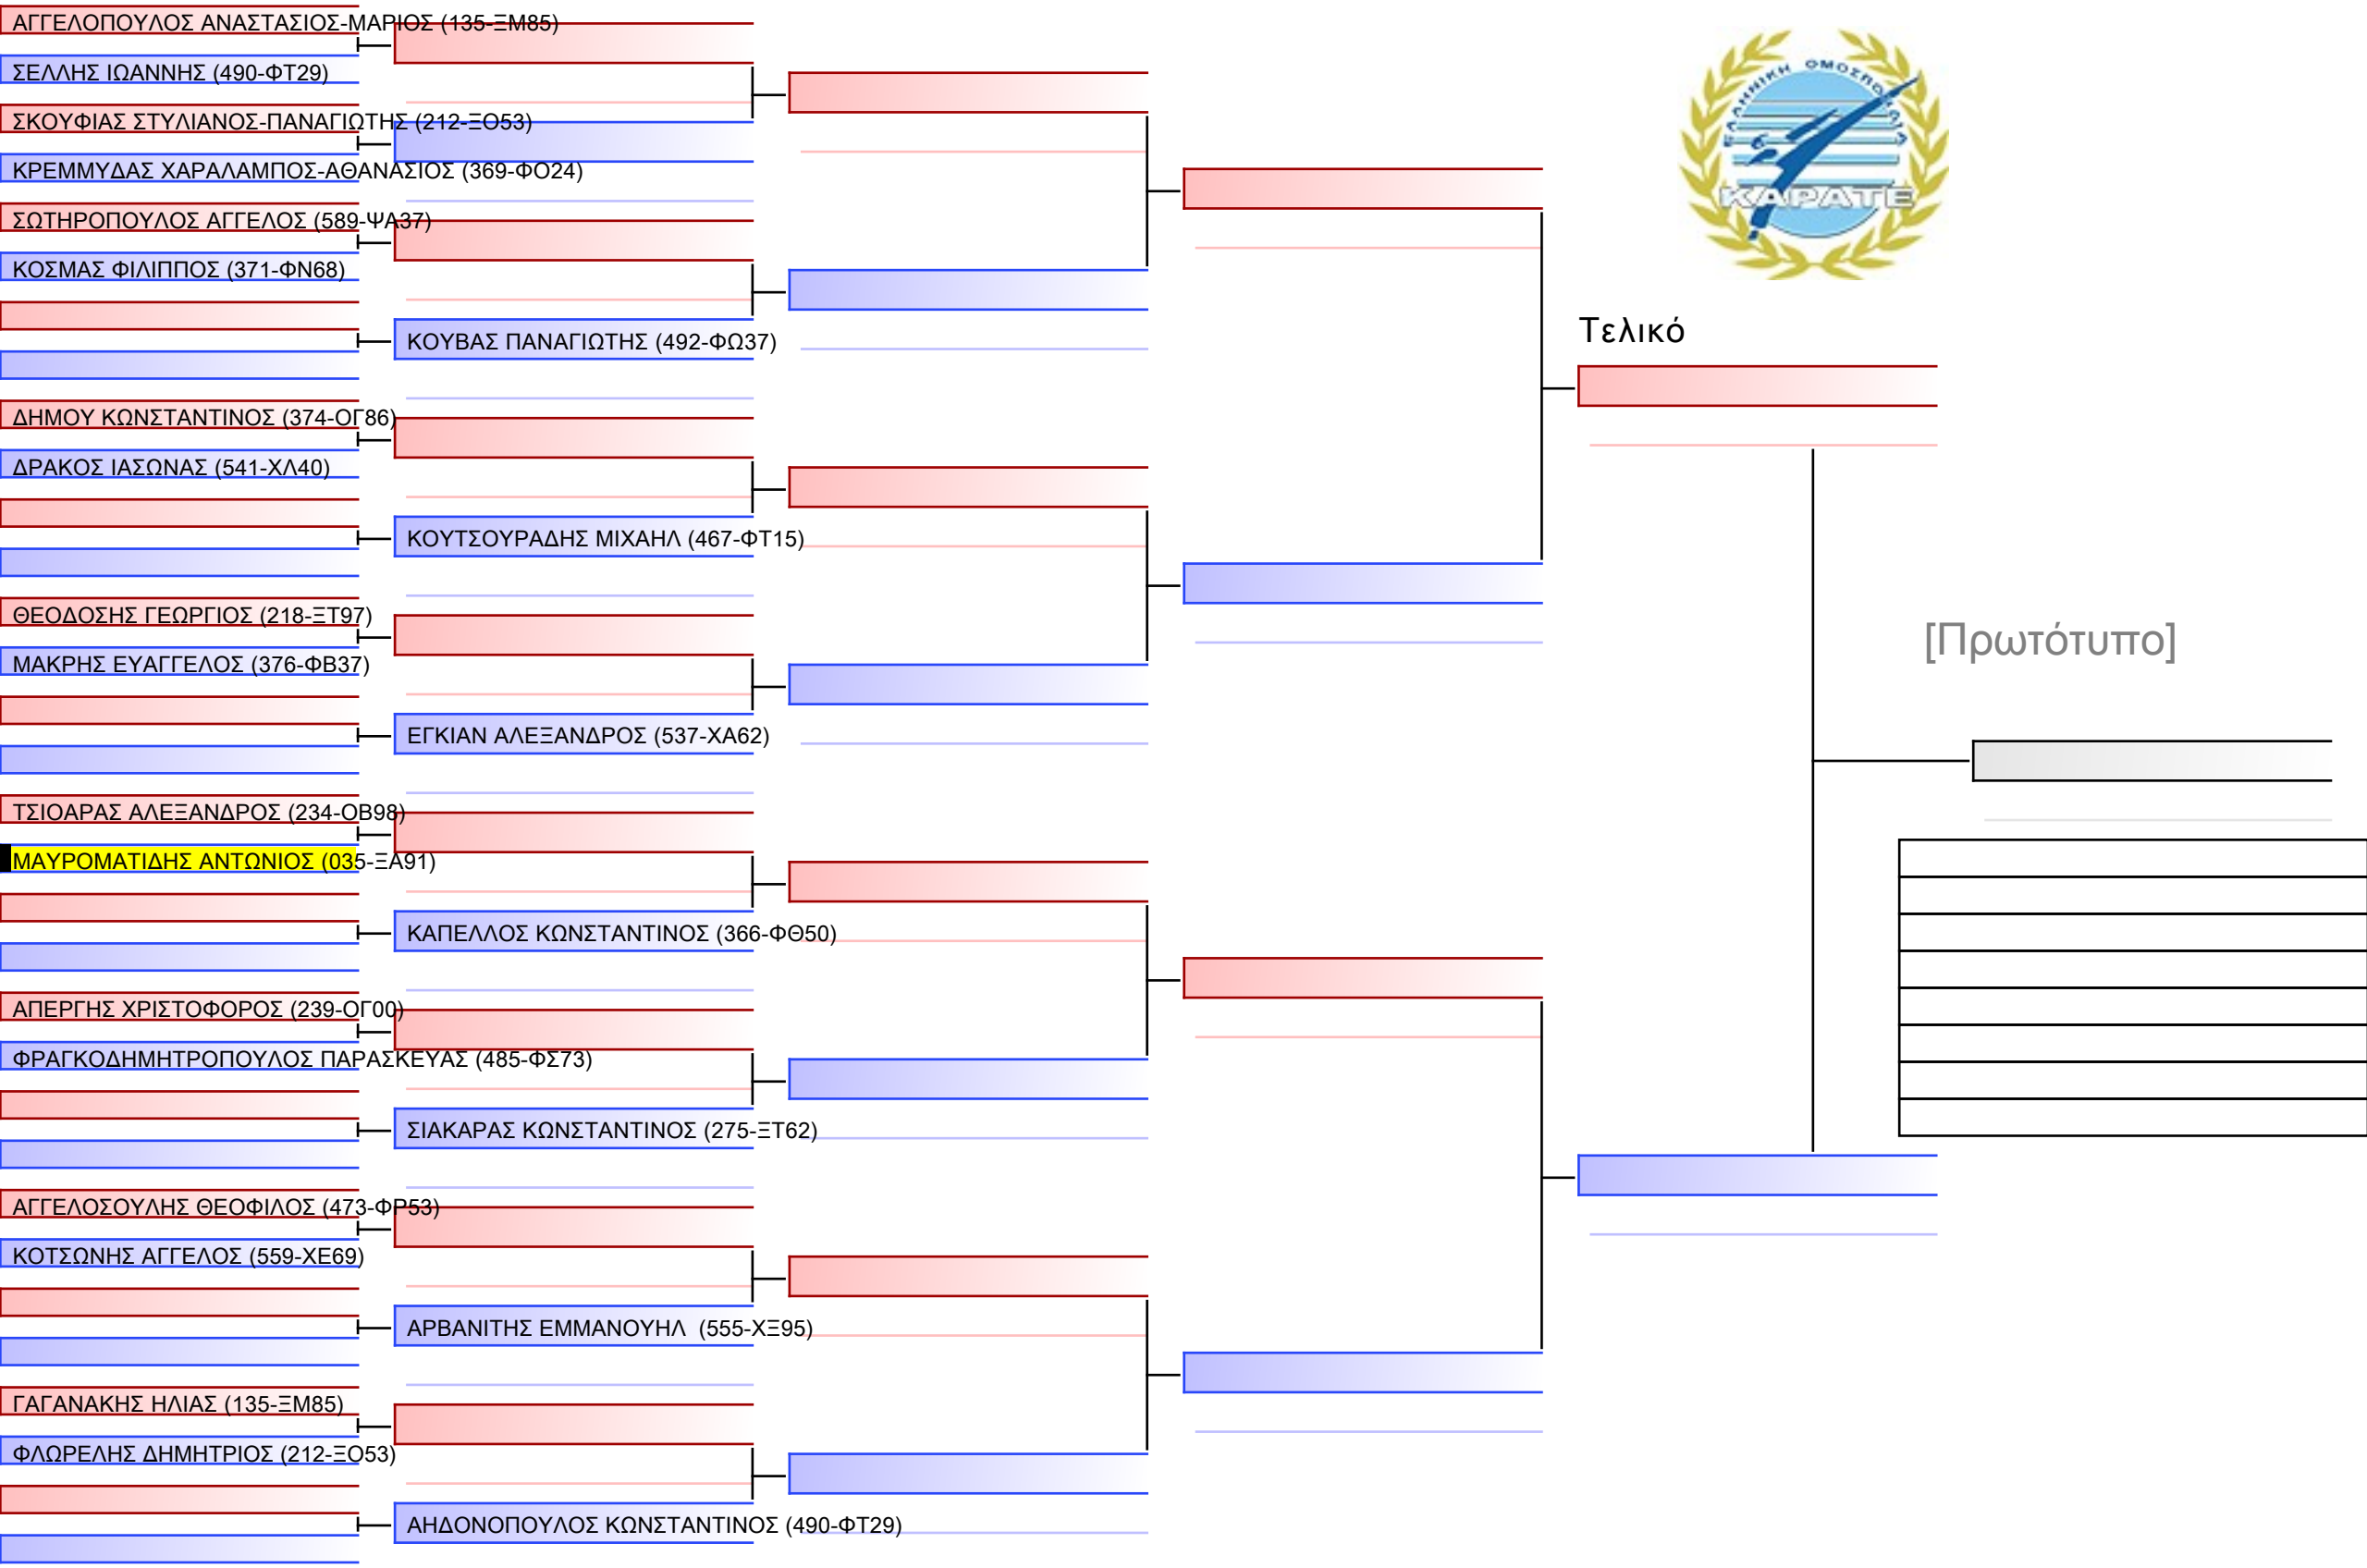 ΑΓΓΕΛΟΠΟΥΛΟΣ ΑΝΑΣΤΑΣΙΟΣ-ΜΑΡΙΟΣ (135-ΞΜ85)
ΣΕΛΛΗΣ ΙΩΑΝΝΗΣ (490-ΦΤ29)
ΣΚΟΥΦΙΑΣ ΣΤΥΛΙΑΝΟΣ-ΠΑΝΑΓΙΩΤΗΣ (212-ΞΟ53)
ΚΡΕΜΜΥΔΑΣ ΧΑΡΑΛΑΜΠΟΣ-ΑΘΑΝΑΣΙΟΣ (369-ΦΟ24)
ΣΩΤΗΡΟΠΟΥΛΟΣ ΑΓΓΕΛΟΣ (589-ΨΑ37)
ΚΟΣΜΑΣ ΦΙΛΙΠΠΟΣ (371-ΦΝ68)
ΚΟΥΒΑΣ ΠΑΝΑΓΙΩΤΗΣ (492-ΦΩ37)
ΔΗΜΟΥ ΚΩΝΣΤΑΝΤΙΝΟΣ (374-ΟΓ86)
ΔΡΑΚΟΣ ΙΑΣΩΝΑΣ (541-ΧΛ40)
ΚΟΥΤΣΟΥΡΑΔΗΣ ΜΙΧΑΗΛ (467-ΦΤ15)
ΘΕΟΔΟΣΗΣ ΓΕΩΡΓΙΟΣ (218-ΞΤ97)
ΜΑΚΡΗΣ ΕΥΑΓΓΕΛΟΣ (376-ΦΒ37)
ΕΓΚΙΑΝ ΑΛΕΞΑΝΔΡΟΣ (537-ΧΑ62)
ΤΣΙΟΑΡΑΣ ΑΛΕΞΑΝΔΡΟΣ (234-ΟΒ98)
ΜΑΥΡΟΜΑΤΙΔΗΣ ΑΝΤΩΝΙΟΣ (035-ΞΑ91)
ΚΑΠΕΛΛΟΣ ΚΩΝΣΤΑΝΤΙΝΟΣ (366-ΦΘ50)
ΑΠΕΡΓΗΣ ΧΡΙΣΤΟΦΟΡΟΣ (239-ΟΓ00)
ΦΡΑΓΚΟΔΗΜΗΤΡΟΠΟΥΛΟΣ ΠΑΡΑΣΚΕΥΑΣ (485-ΦΣ73)
ΣΙΑΚΑΡΑΣ ΚΩΝΣΤΑΝΤΙΝΟΣ (275-ΞΤ62)
ΑΓΓΕΛΟΣΟΥΛΗΣ ΘΕΟΦΙΛΟΣ (473-ΦΡ53)
ΚΟΤΣΩΝΗΣ ΑΓΓΕΛΟΣ (559-ΧΕ69)
ΑΡΒΑΝΙΤΗΣ ΕΜΜΑΝΟΥΗΛ (555-ΧΞ95)
ΓΑΓΑΝΑΚΗΣ ΗΛΙΑΣ (135-ΞΜ85)
ΦΛΩΡΕΛΗΣ ΔΗΜΗΤΡΙΟΣ (212-ΞΟ53)
ΑΗΔΟΝΟΠΟΥΛΟΣ ΚΩΝΣΤΑΝΤΙΝΟΣ (490-ΦΤ29)
ΕΛΛΗΝΙΚΗ ΟΜΟΣΠΟΝΔΙΑ
ΚΑΡΑΤΕ
Τελικό
[Πρωτότυπο]